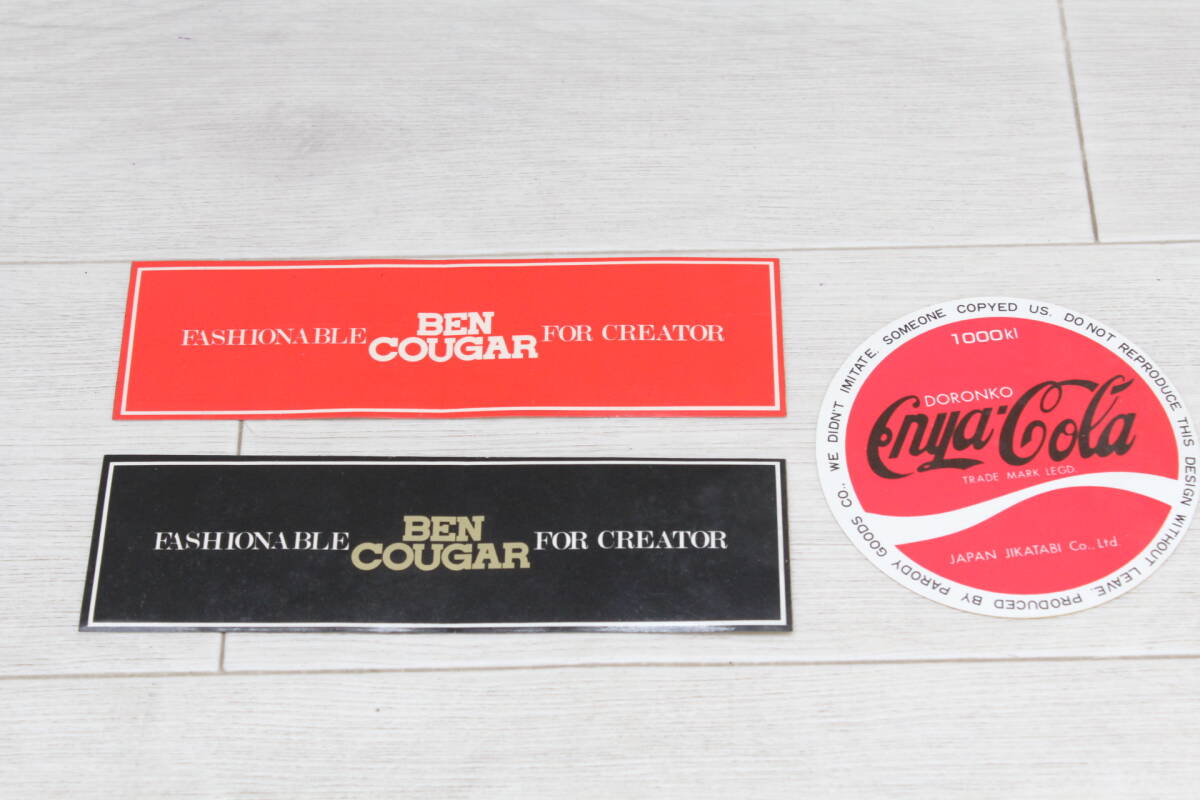 FASHIONABLE BEN COUGAR FOR CREATOR
FASHIONABLE BEN COUGAR FOR CREATOR
WE DIDN'T IMITATE. SOMEONE COPYED US. DO NOT REPRODUCE THIS DESIGN WITHOUT LEAVE. PRODUCED BY PARODY GOODS CO.,
1000kl
DORONKO
enya-Cola
TRADE MARK LEGD.
JAPAN JIKATABI Co., Ltd.